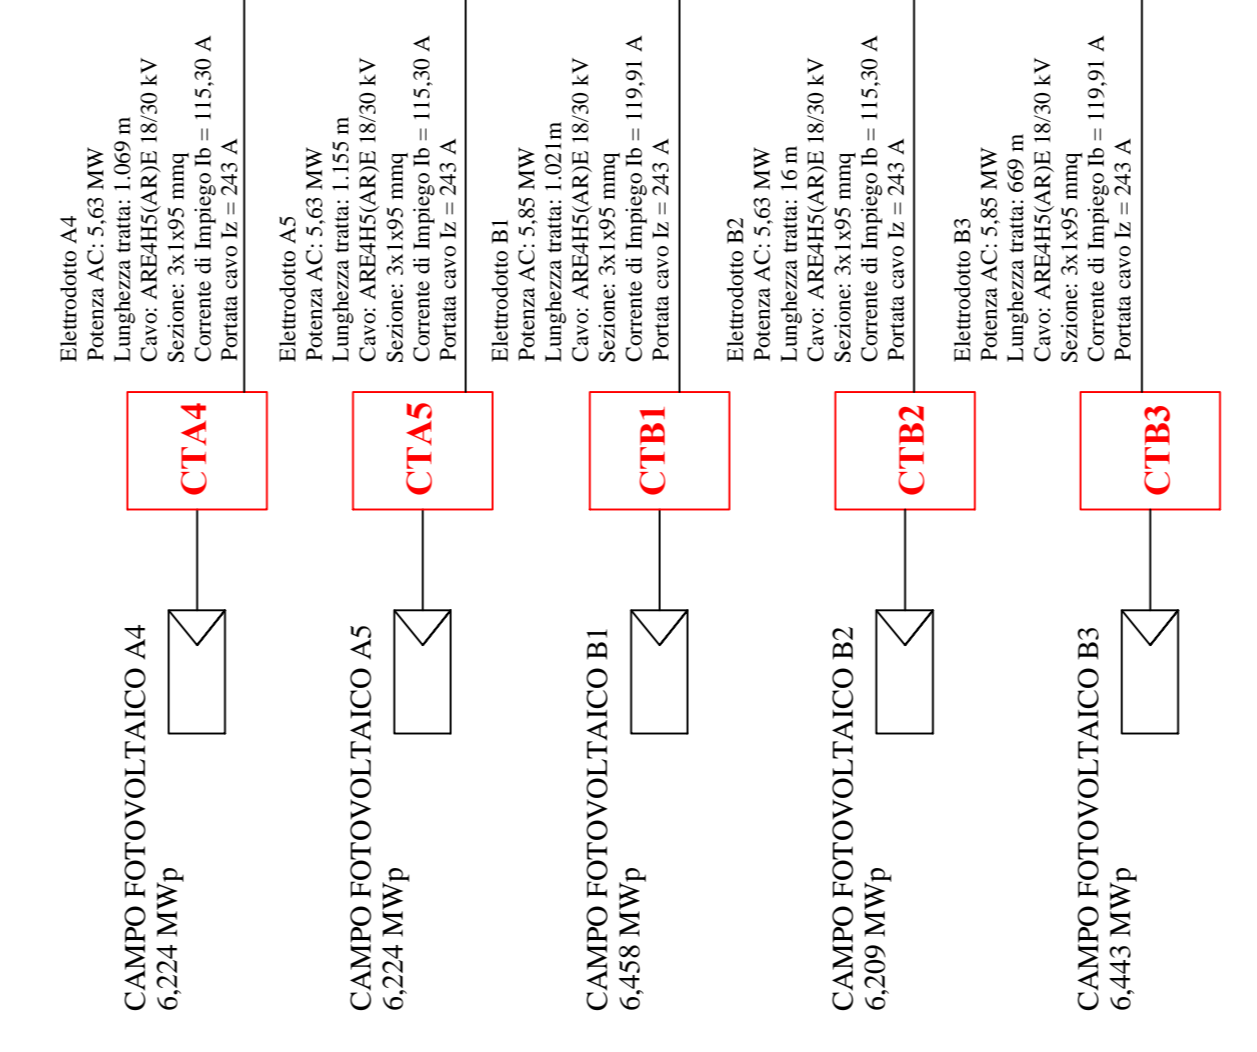 Elettrodotto A4
Potenza AC: 5,63 MW
Lunghezza tratta: 1.069 m
Cavo: ARE4H5(AR)E 18/30 kV
Sezione: 3x1x95 mmq
Corrente di Impiego Ib = 115,30 A
Portata cavo Iz = 243 A
CTA4
CAMPO FOTOVOLTAICO A4
6,224 MWp
Elettrodotto A5
Potenza AC: 5,63 MW
Lunghezza tratta: 1.155 m
Cavo: ARE4H5(AR)E 18/30 kV
Sezione: 3x1x95 mmq
Corrente di Impiego Ib = 115,30 A
Portata cavo Iz = 243 A
CTA5
CAMPO FOTOVOLTAICO A5
6,224 MWp
Elettrodotto B1
Potenza AC: 5,85 MW
Lunghezza tratta: 1.021m
Cavo: ARE4H5(AR)E 18/30 kV
Sezione: 3x1x95 mmq
Corrente di Impiego Ib = 119,91 A
Portata cavo Iz = 243 A
CTB1
CAMPO FOTOVOLTAICO B1
6,458 MWp
Elettrodotto B2
Potenza AC: 5,63 MW
Lunghezza tratta: 16 m
Cavo: ARE4H5(AR)E 18/30 kV
Sezione: 3x1x95 mmq
Corrente di Impiego Ib = 115,30 A
Portata cavo Iz = 243 A
CTB2
CAMPO FOTOVOLTAICO B2
6,209 MWp
Elettrodotto B3
Potenza AC: 5,85 MW
Lunghezza tratta: 669 m
Cavo: ARE4H5(AR)E 18/30 kV
Sezione: 3x1x95 mmq
Corrente di Impiego Ib = 119,91 A
Portata cavo Iz = 243 A
CTB3
CAMPO FOTOVOLTAICO B3
6,443 MWp